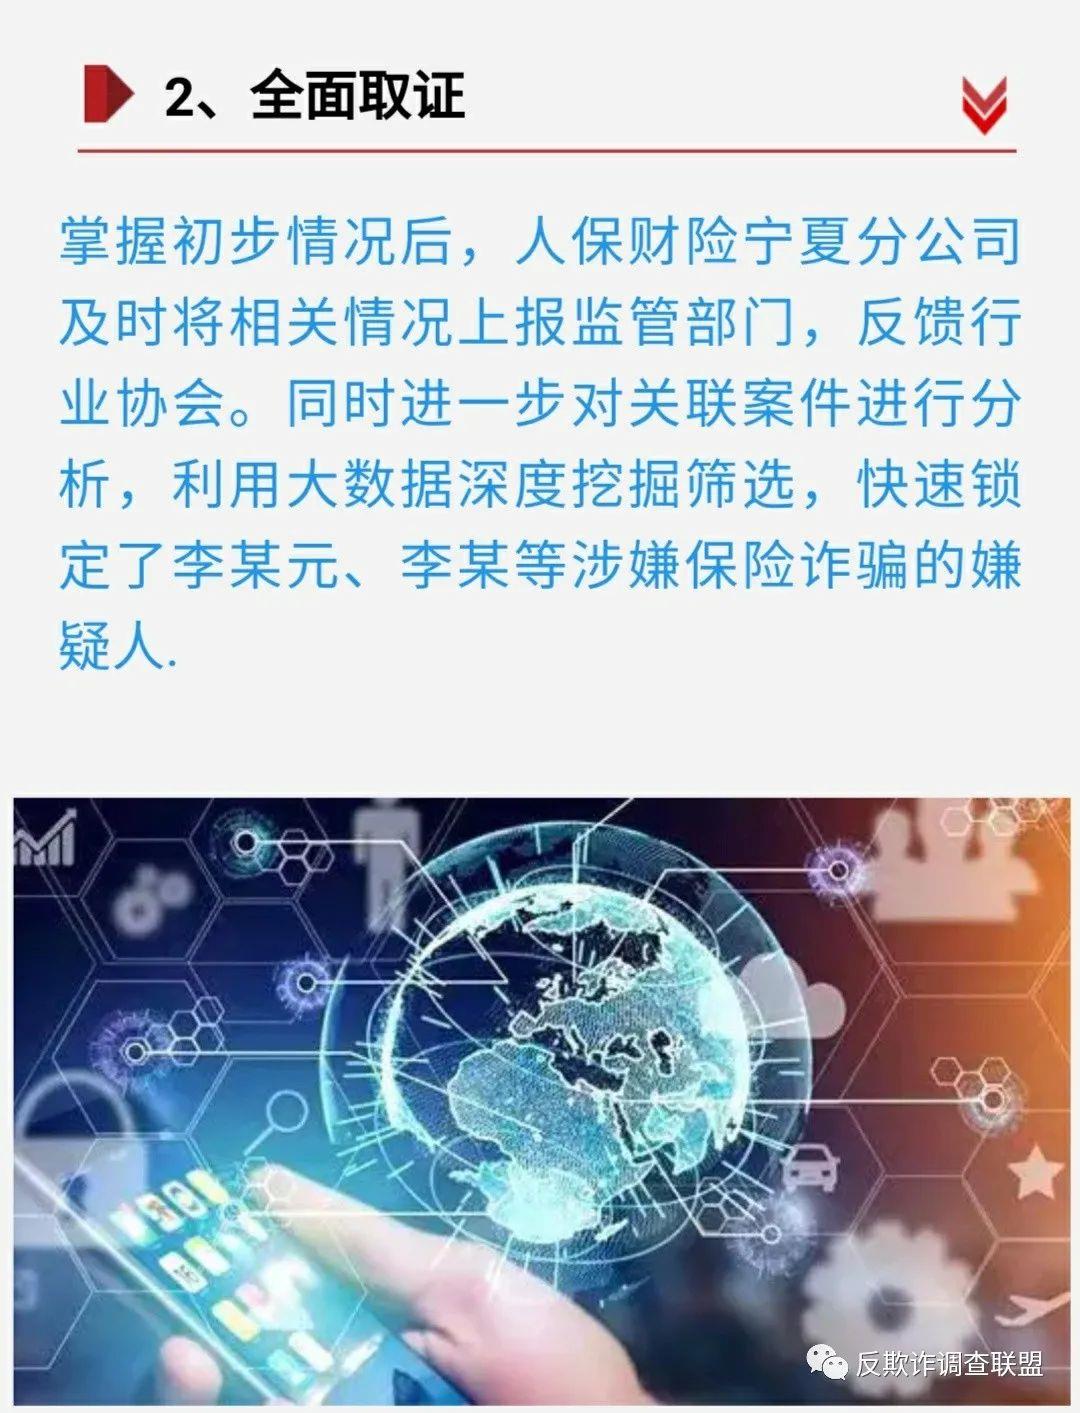 2、全面取证
掌握初步情况后，人保财险宁夏分公司
及时将相关情况上报监管部门，反馈行
业协会。同时进一步对关联案件进行分
析，利用大数据深度挖掘筛选，快速锁
定了李某元、李某等涉嫌保险诈骗的嫌
疑人.
反欺诈调查联盟